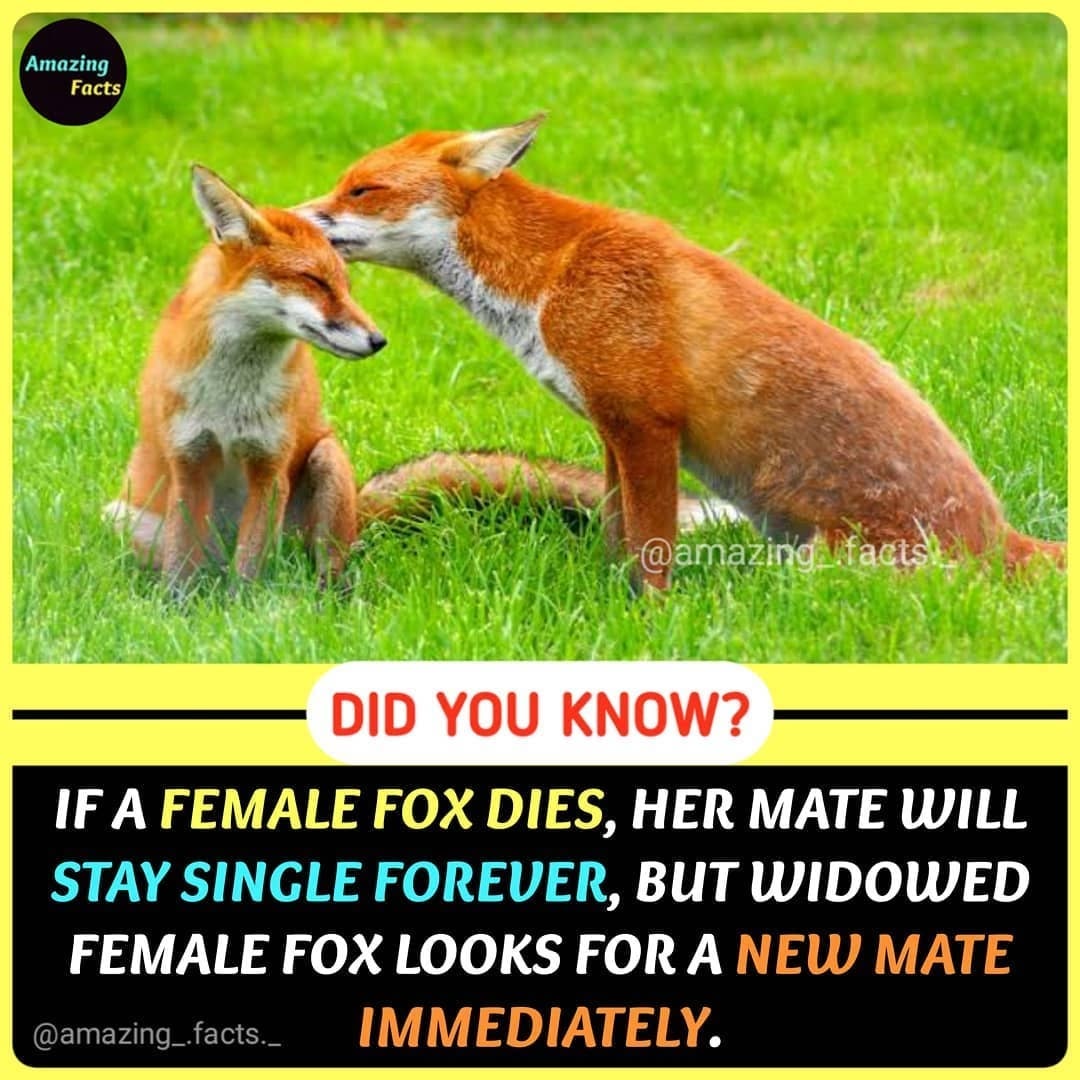 Amazing
Facts
@amazing_.facts._
DID YOU KNOW?
IF A FEMALE FOX DIES, HER MATE WILL
STAY SINGLE FOREVER, BUT WIDOWED
FEMALE FOX LOOKS FOR A NEW MATE
@amazing_.facts._ IMMEDIATELY.